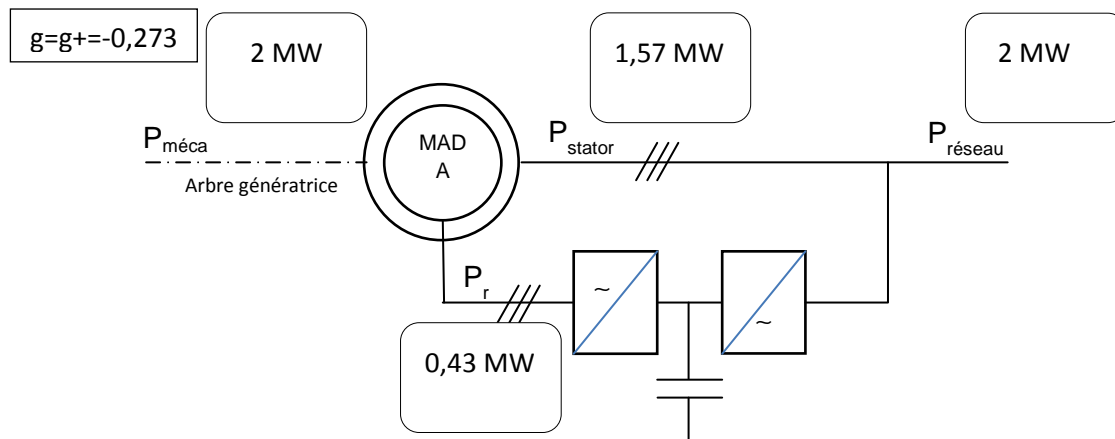 g=g+=-0,273
2 MW
1,57 MW
2 MW
Pméca
MAD
A
Pstator
Préseau
Arbre génératrice
Pr
~
~
0,43 MW